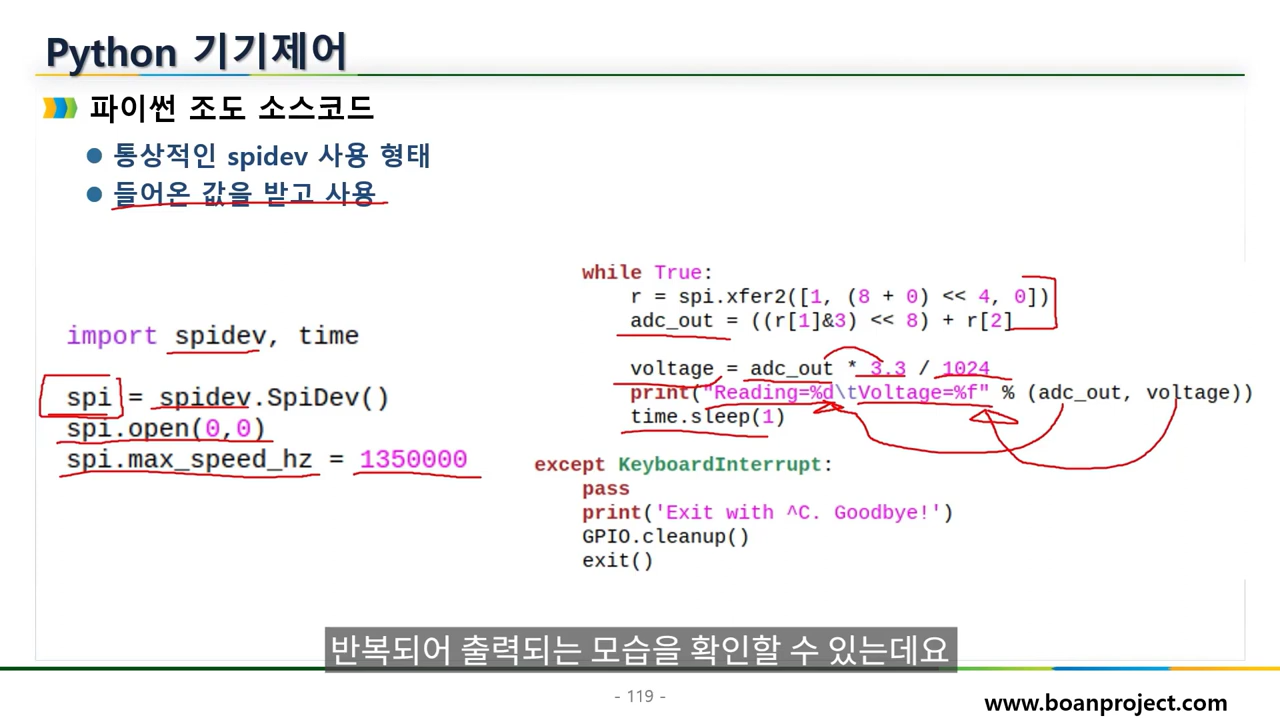 Python 기기제어
파이썬 조도 소스코드
통상적인 spidev 사용 형태
들어온 값을 받고 사용
import spidev, time
spi = spidev.SpiDev()
spi.open(0,0)
spi.max_speed_hz = 1350000
while True:
r = spi.xfer2([1, (8 + 0) << 4, 0])
adc_out = ((r[1]&3) << 8) + r[2]
voltage = adc_out * 3.3 / 1024
print("Reading=%d\tVoltage=%f" % (adc_out, voltage))
time.sleep(1)
except KeyboardInterrupt:
pass
print('Exit with ^C. Goodbye!')
GPIO.cleanup()
exit()
반복되어 출력되는 모습을 확인할 수 있는데요
- 119 -
www.boanproject.com